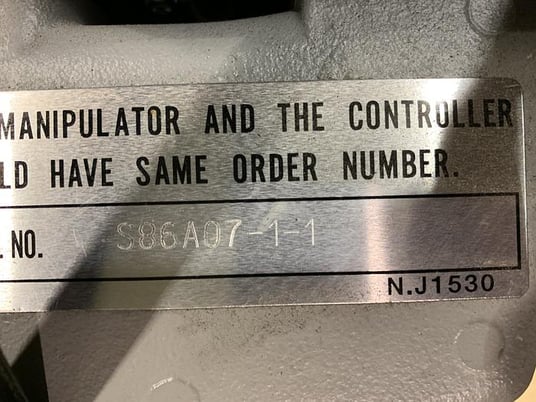 MANIPULATOR AND THE CONTROLLER
LD HAVE SAME ORDER NUMBER.
. NO. S86A07-1-1
N.J1530